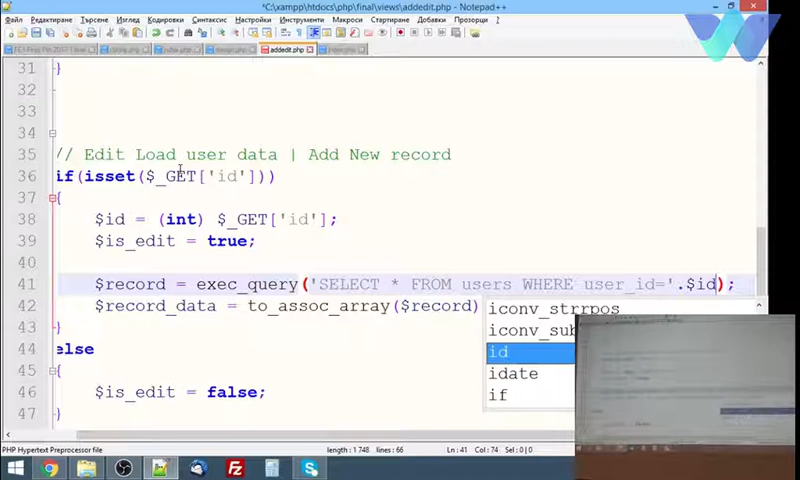 *C:\xampp\htdocs\php\final\views\addedit.php - Notepad++
Файл Редактиране Търсене Изглед Кодировки Синтаксис Настройки Инструменти Макроси Стартиране Добавки Прозорци ?
addedit.php
31 }
32
33
34
35 // Edit Load user data | Add New record
36 if(isset($_GET['id']))
37 {
38 $id = (int) $_GET['id'];
39 $is_edit = true;
40
41 $record = exec_query('SELECT * FROM users WHERE user_id='.$id);
42 $record_data = to_assoc_array($record)
43 }
44 else
45 {
46 $is_edit = false;
47 }
iconv_strrpos
iconv_sub
id
idate
if
PHP Hypertext Preprocessor file
length : 1 748 lines : 66
Ln : 41 Col : 74 Sel : 0 | 0